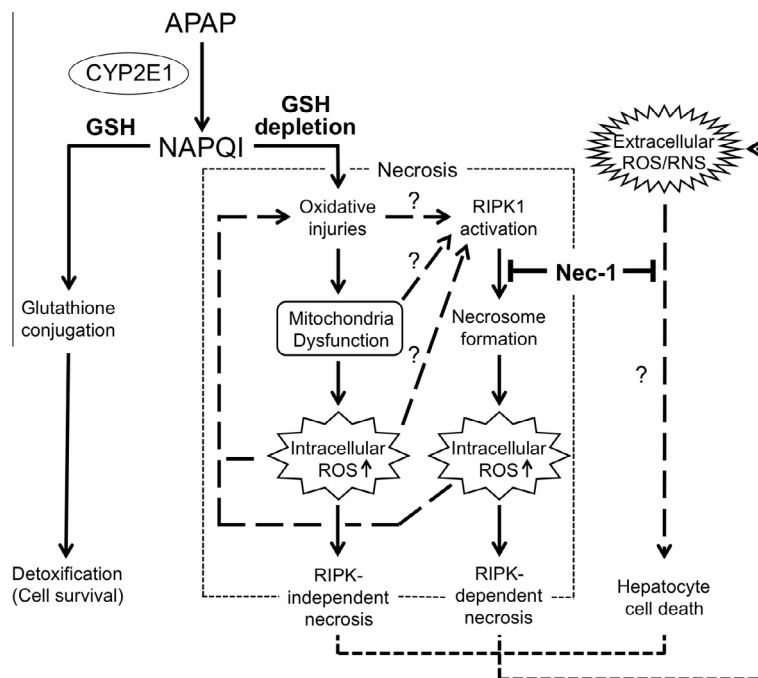 APAP
CYP2E1
GSH
GSH
depletion
NAPQI
Extracellular
ROS/RNS
Necrosis
Oxidative
injuries
?
RIPK1
activation
?
Nec-1
Glutathione
conjugation
Mitochondria
Dysfunction
Necrosome
formation
?
?
Intracellular
ROS↑
Intracellular
ROS↑
Detoxification
(Cell survival)
RIPK-
independent
necrosis
RIPK-
dependent
necrosis
Hepatocyte
cell death